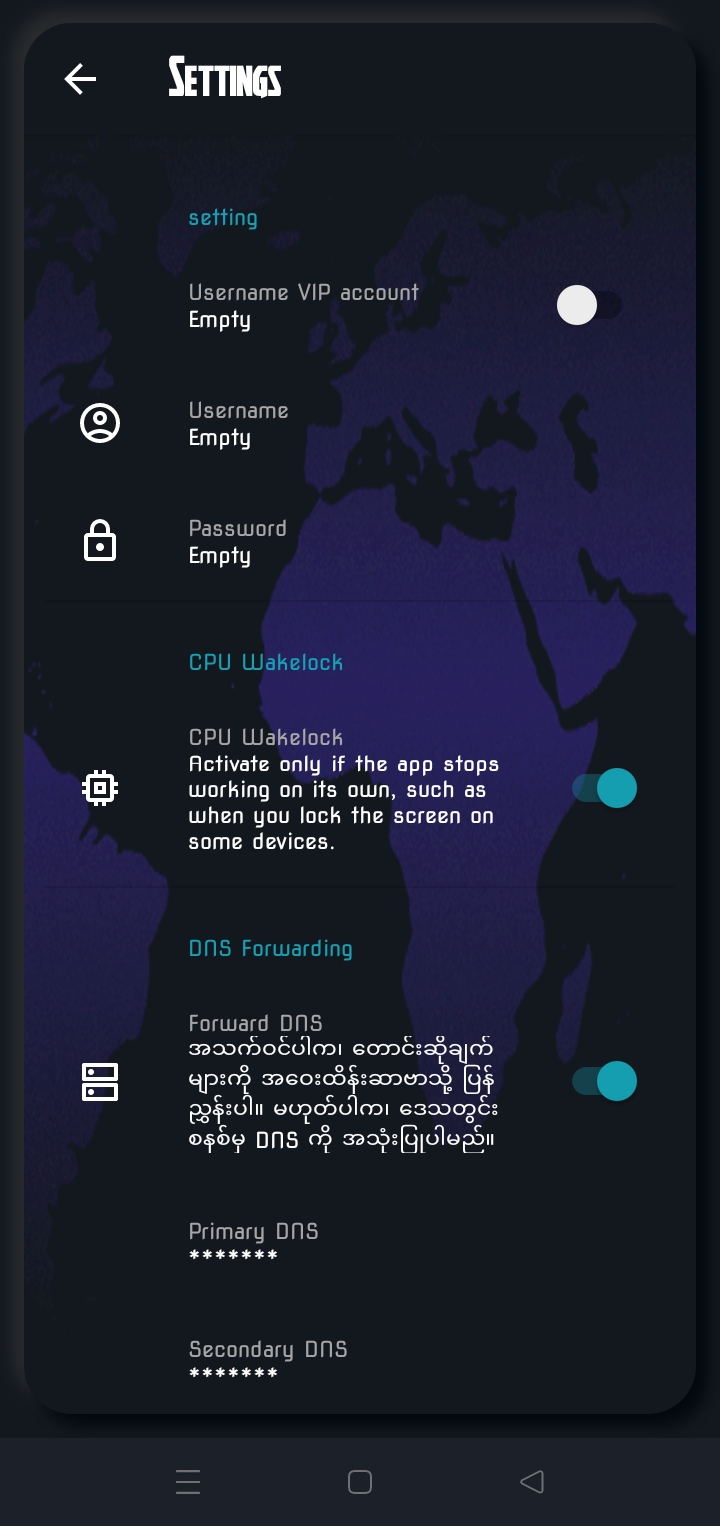 Settings
setting
Username VIP account
Empty
Username
Empty
Password
Empty
CPU Wakelock
CPU Wakelock
Activate only if the app stops
working on its own, such as
when you lock the screen on
some devices.
DNS Forwarding
Forward DNS
အသက်ဝင်ပါက၊ တောင်းဆိုချက်
များကို အဝေးထိန်းဆာဗာသို့ ပြန်
ညွှန်းပါ။ မဟုတ်ပါက၊ ဒေသတွင်း
စနစ်မှ DNS ကို အသုံးပြုပါမည်။
Primary DNS
*******
Secondary DNS
*******